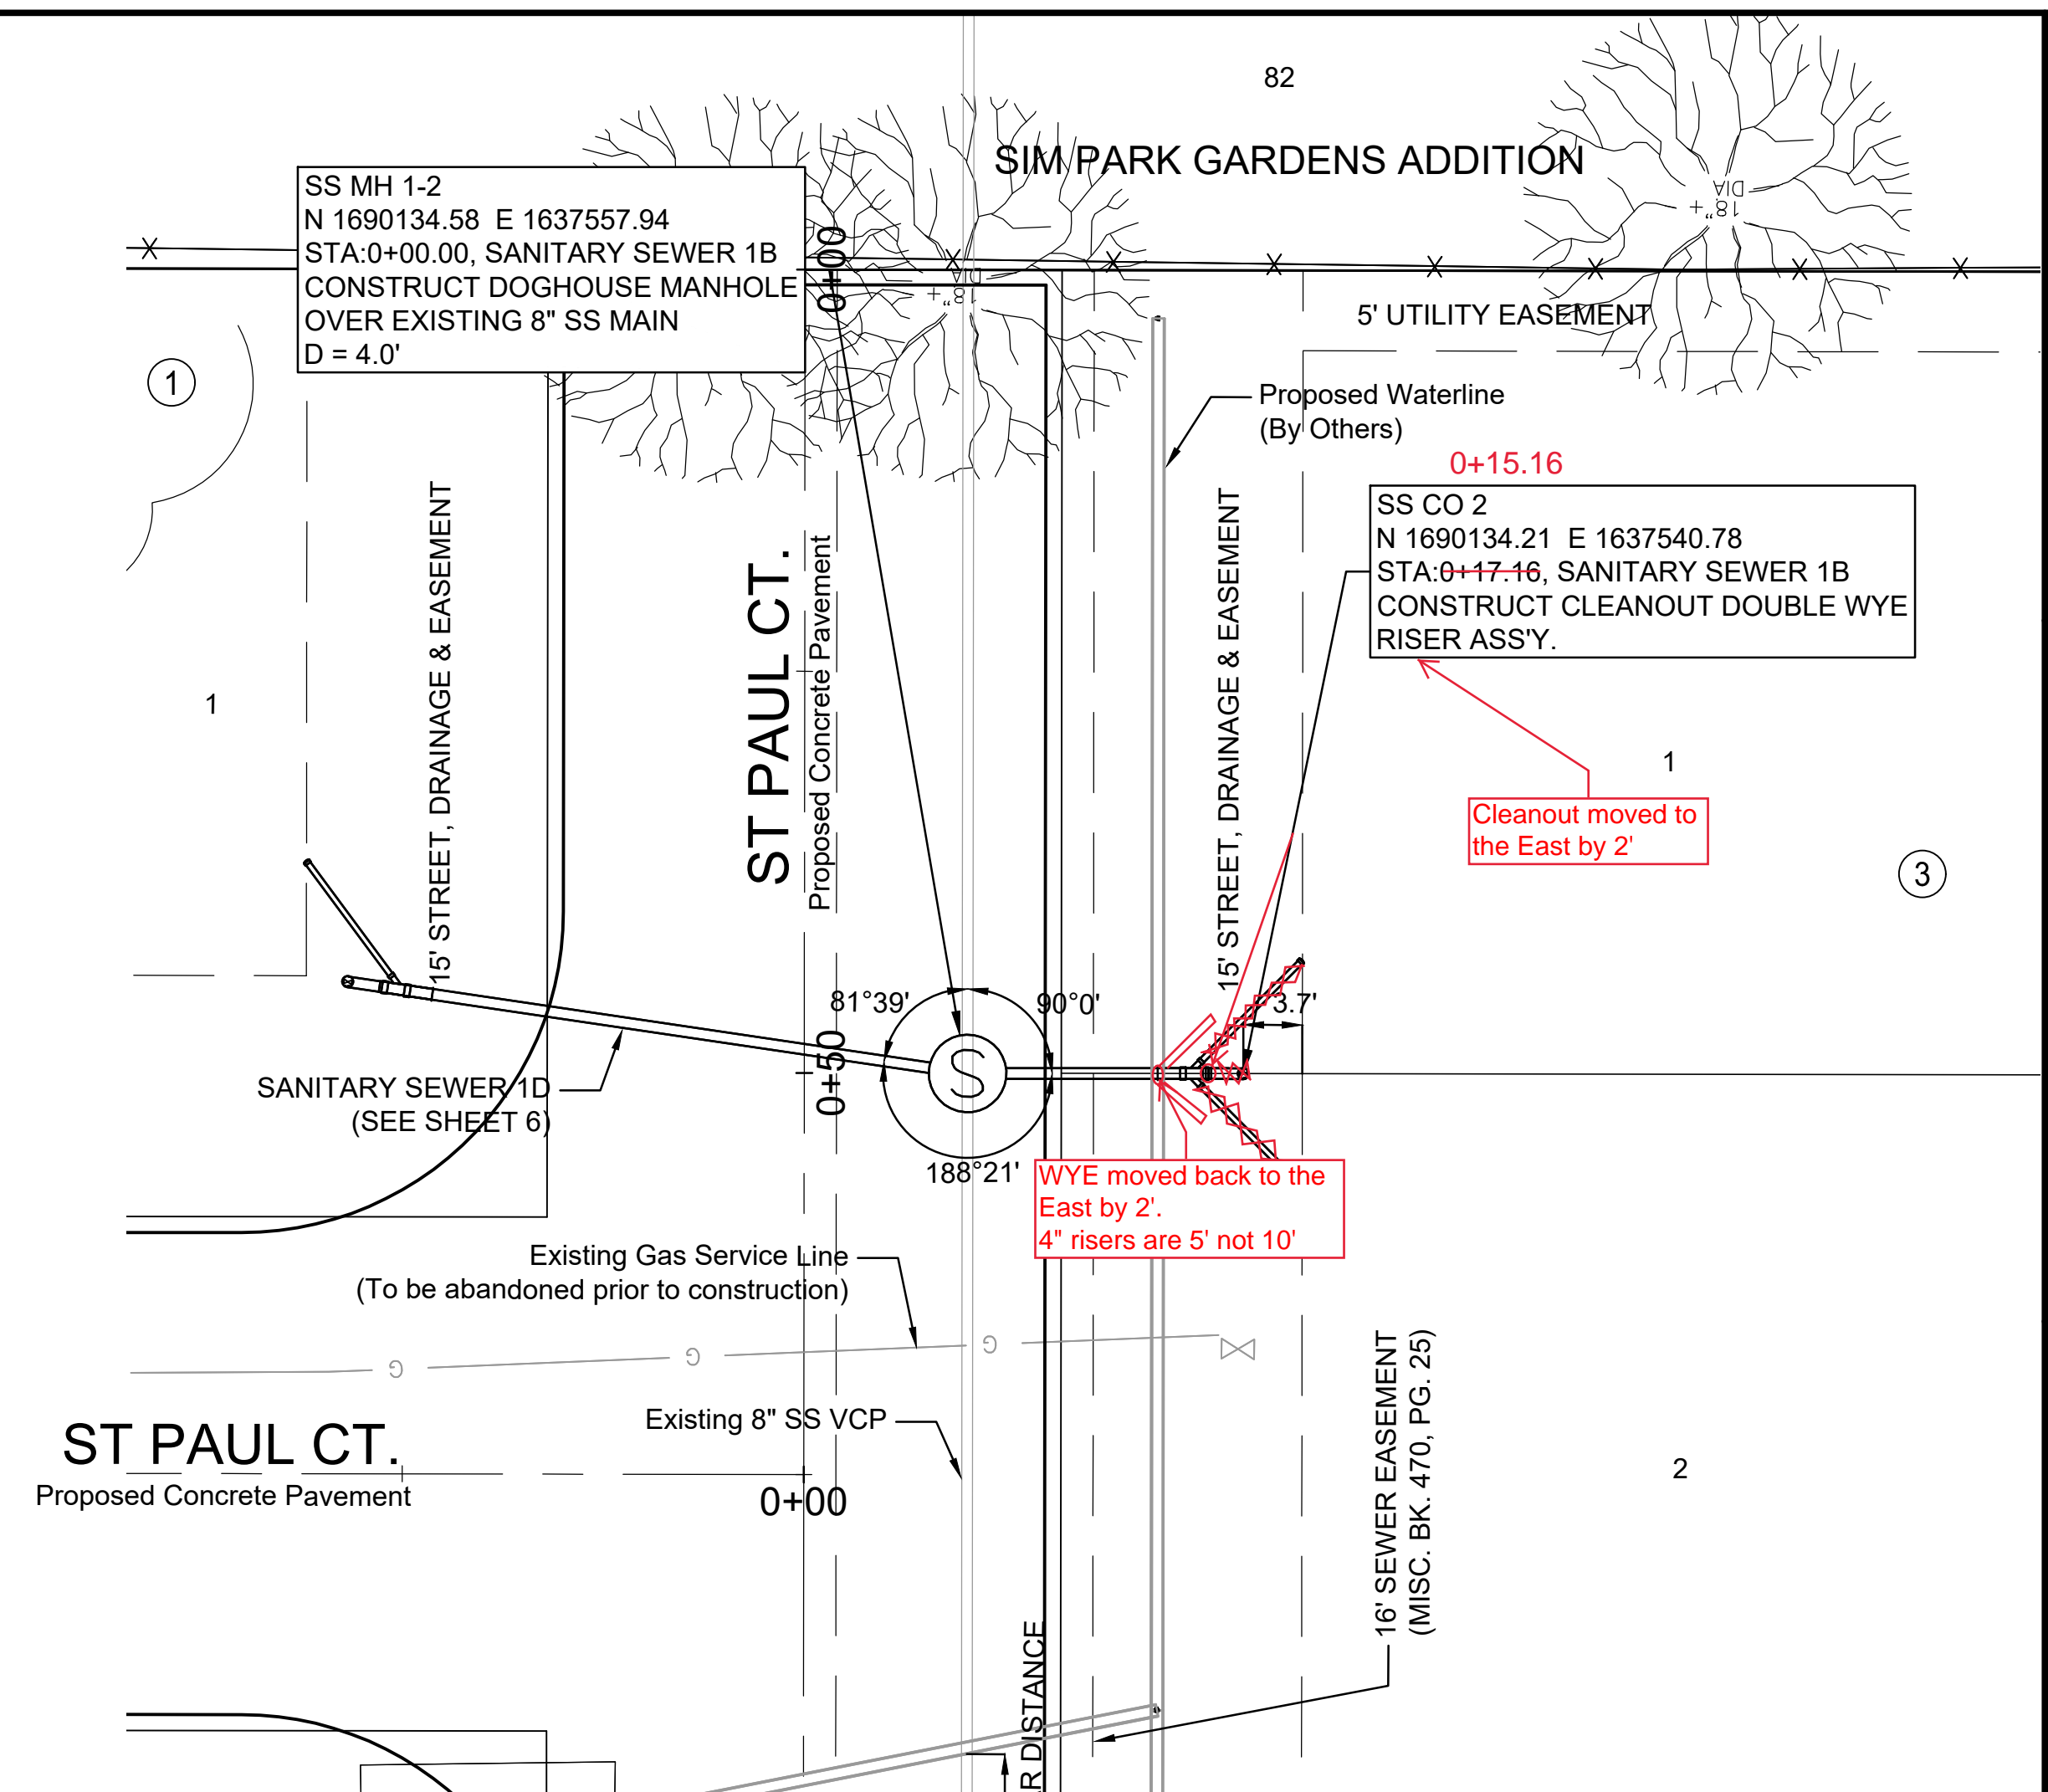 82
SIM PARK GARDENS ADDITION
18"+
DIA
SS MH 1-2
N 1690134.58 E 1637557.94
STA:0+00.00, SANITARY SEWER 1B
CONSTRUCT DOGHOUSE MANHOLE
OVER EXISTING 8" SS MAIN
D = 4.0'
0+00
18"+
5' UTILITY EASEMENT
1
Proposed Waterline
(By Others)
0+15.16
SS CO 2
N 1690134.21 E 1637540.78
STA:0+17.16, SANITARY SEWER 1B
CONSTRUCT CLEANOUT DOUBLE WYE
RISER ASS'Y.
15' STREET, DRAINAGE & EASEMENT
ST PAUL CT.
Proposed Concrete Pavement
15' STREET, DRAINAGE & EASEMENT
1
1
Cleanout moved to
the East by 2'
3
81°39'
90°0'
3.7'
S
0+50
SANITARY SEWER 1D
(SEE SHEET 6)
188°21'
WYE moved back to the
East by 2'.
4" risers are 5' not 10'
Existing Gas Service Line
(To be abandoned prior to construction)
G
G
G
Existing 8" SS VCP
ST PAUL CT.
Proposed Concrete Pavement
0+00
2
16' SEWER EASEMENT
(MISC. BK. 470, PG. 25)
DISTANCE